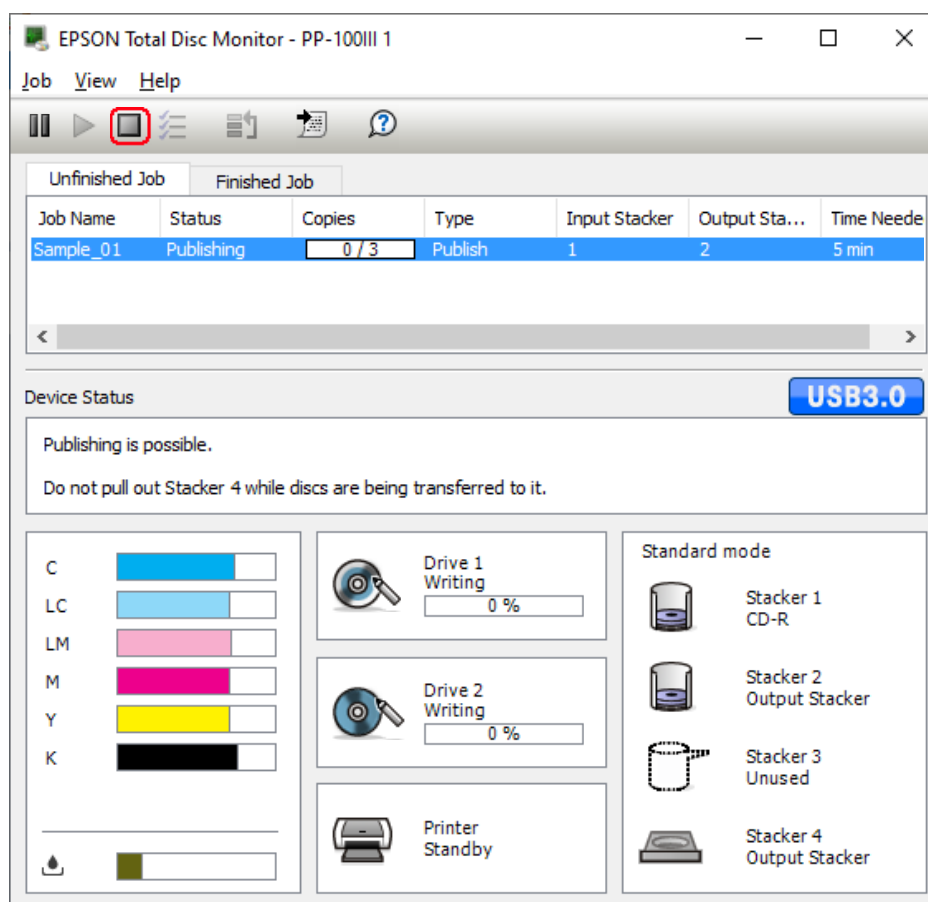 EPSON Total Disc Monitor - PP-100III 1
Job View Help
Unfinished Job Finished Job
Job Name Status Copies Type Input Stacker Output Sta... Time Neede
Sample_01 Publishing 0 / 3 Publish 1 2 5 min
Device Status USB3.0
Publishing is possible.
Do not pull out Stacker 4 while discs are being transferred to it.
C
LC
LM
M
Y
K
Drive 1
Writing
0 %
Drive 2
Writing
0 %
Printer
Standby
Standard mode
Stacker 1
CD-R
Stacker 2
Output Stacker
Stacker 3
Unused
Stacker 4
Output Stacker